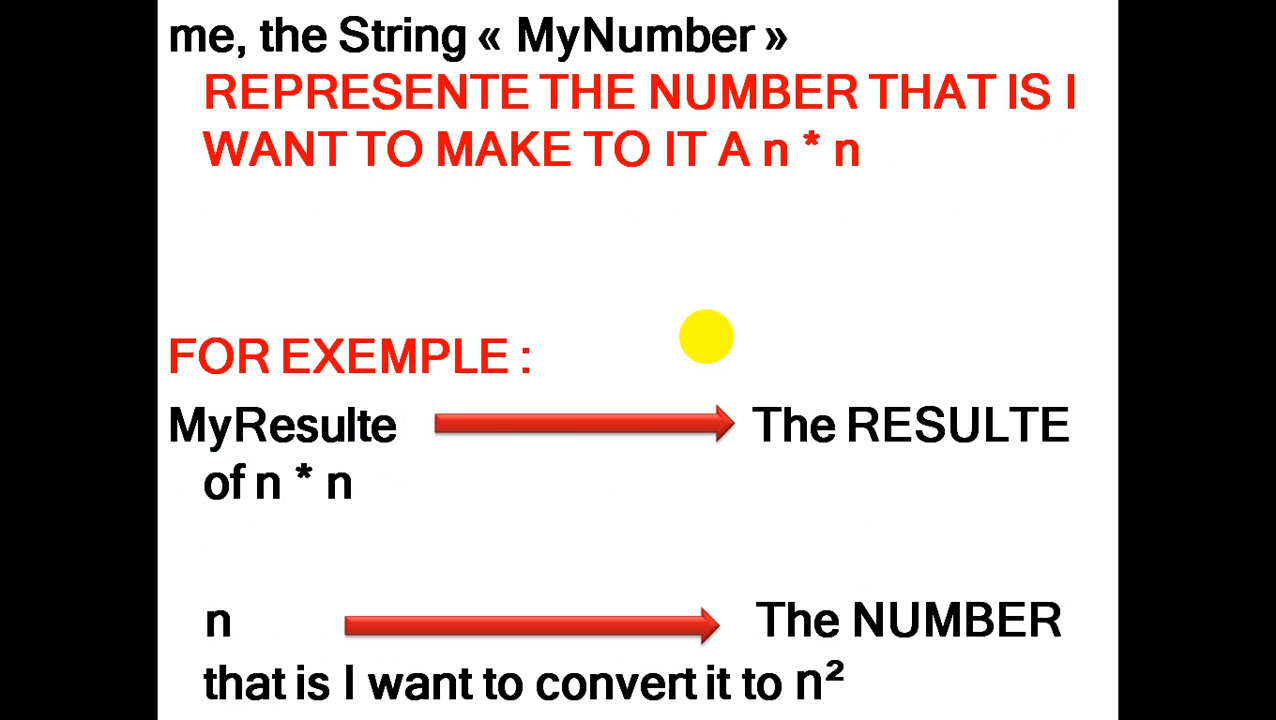 me, the String « MyNumber »
REPRESENTE THE NUMBER THAT IS I
WANT TO MAKE TO IT A n * n
FOR EXEMPLE :
MyResulte The RESULTE
of n * n
n The NUMBER
that is I want to convert it to n²